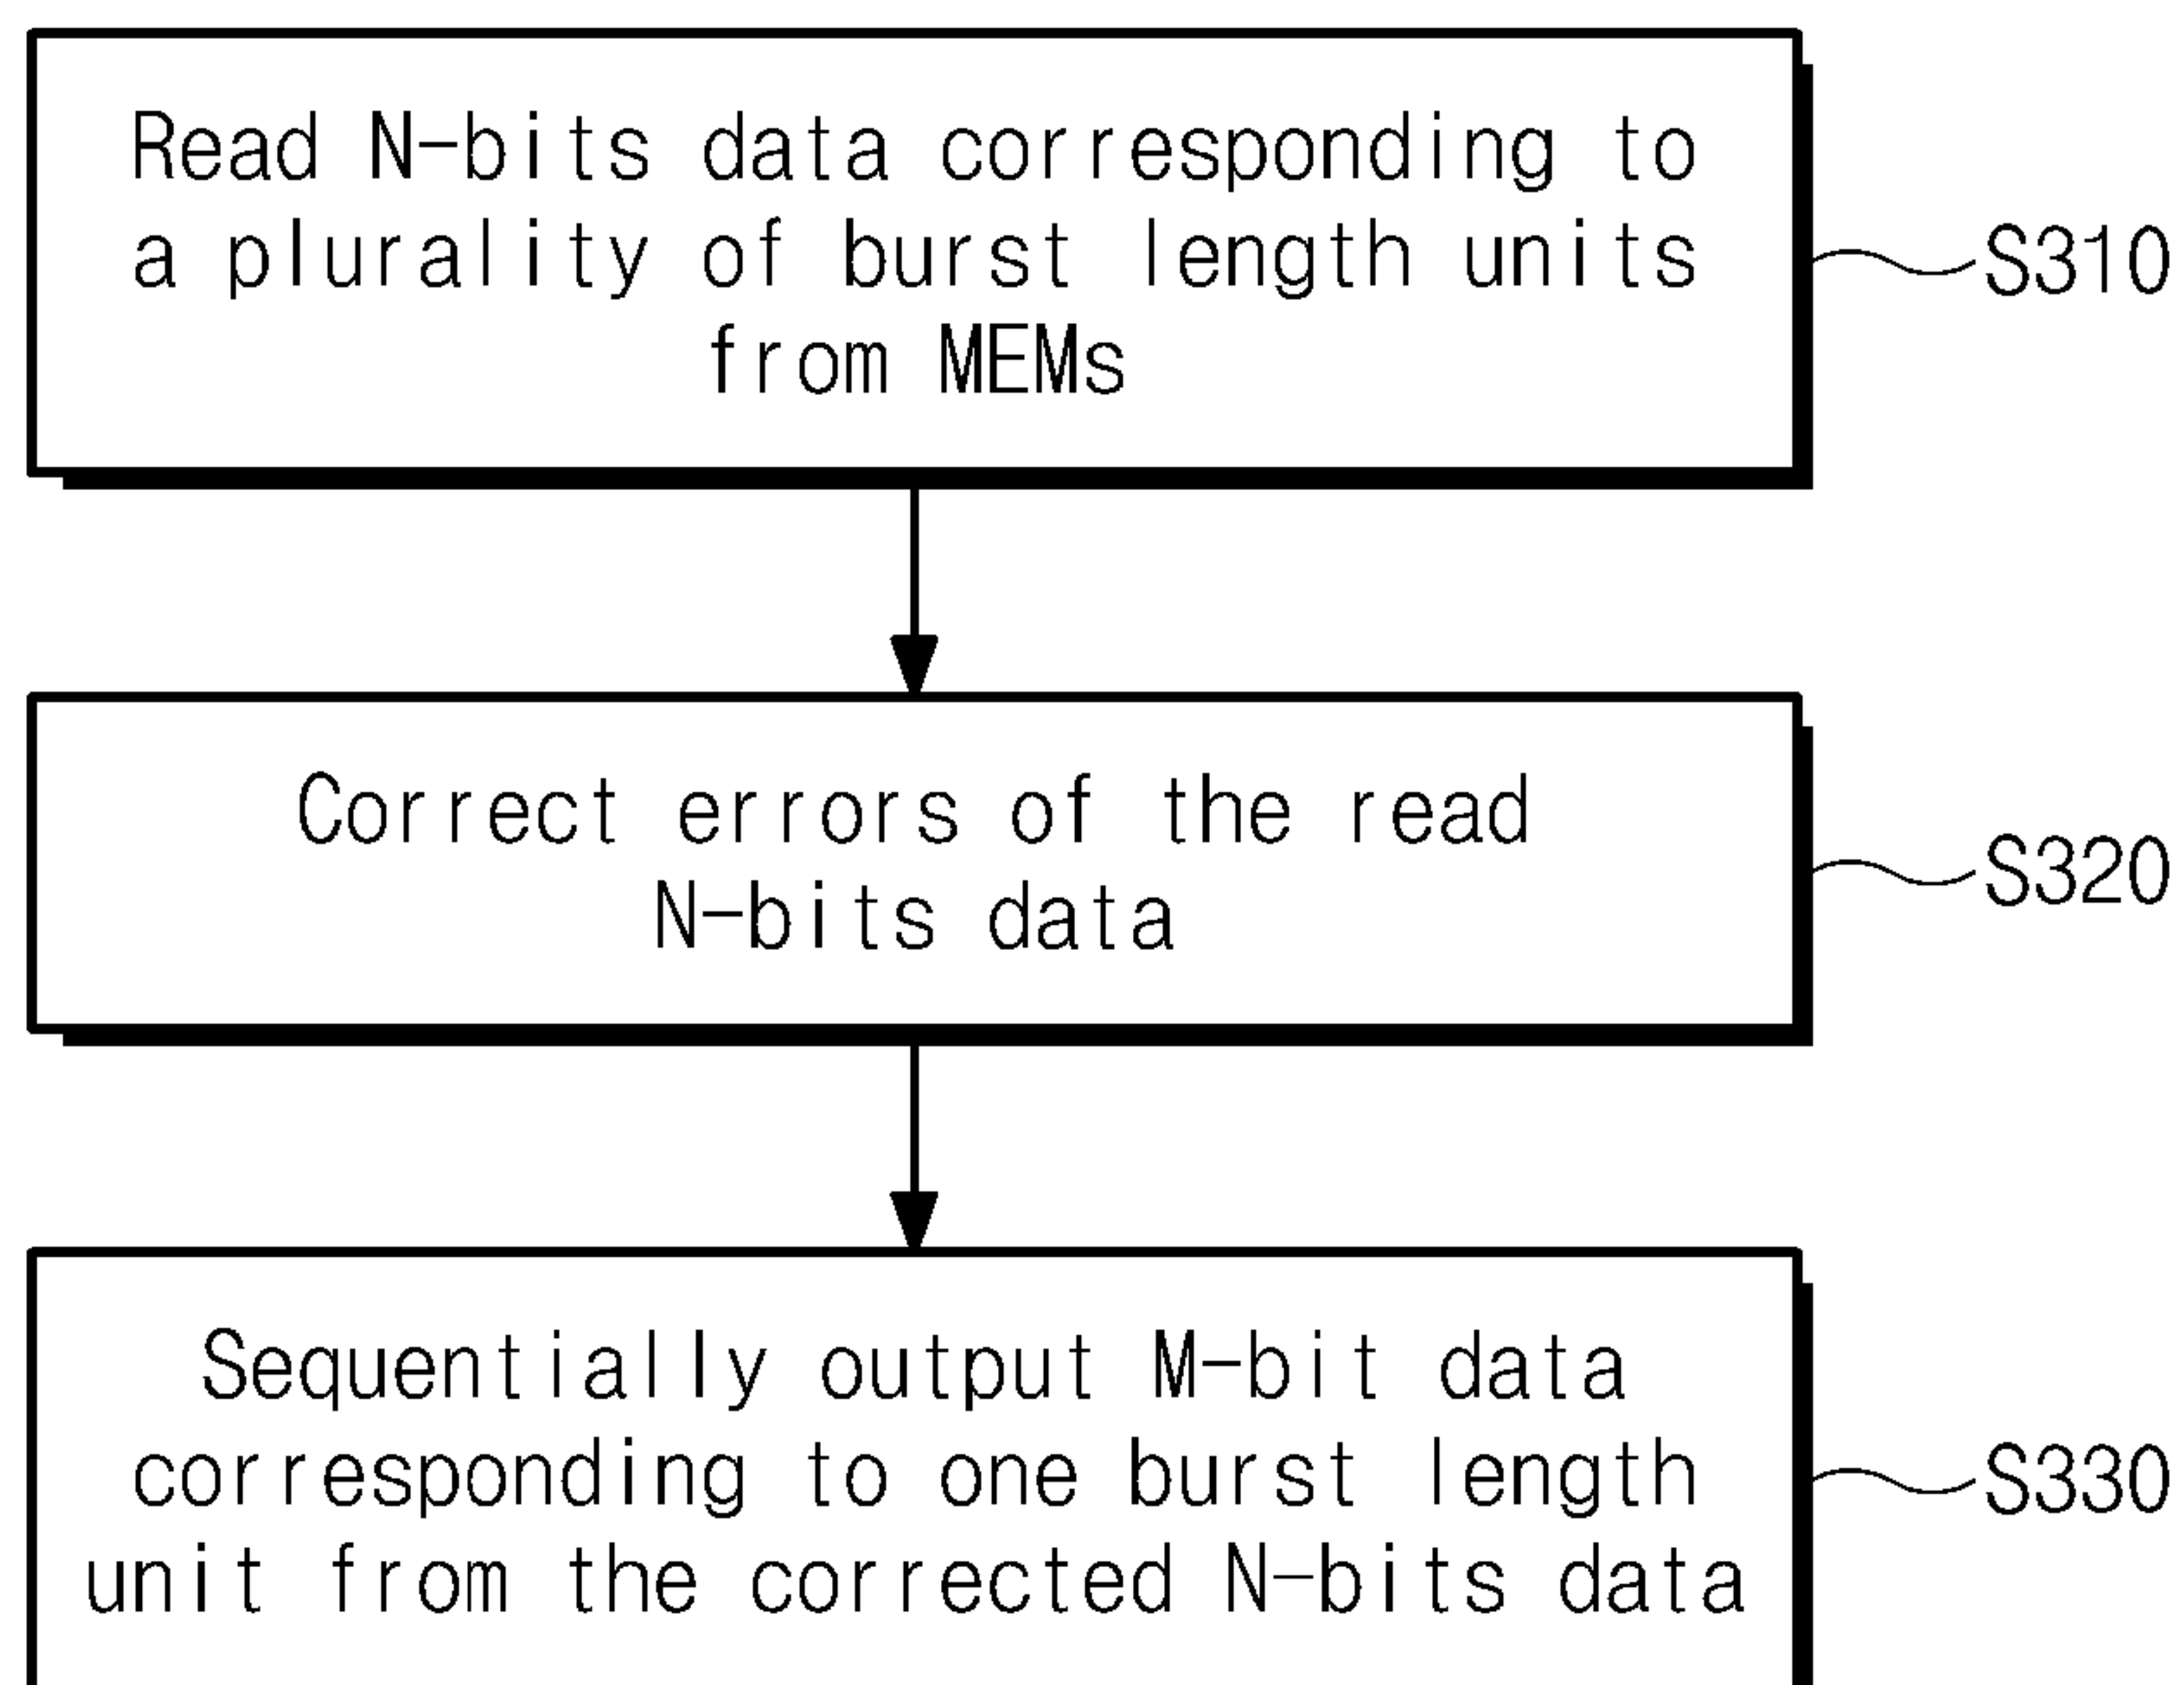 Read N-bits data corresponding to
a plurality of burst length units
from MEMs
S310
Correct errors of the read
N-bits data
S320
Sequentially output M-bit data
corresponding to one burst length
unit from the corrected N-bits data
S330